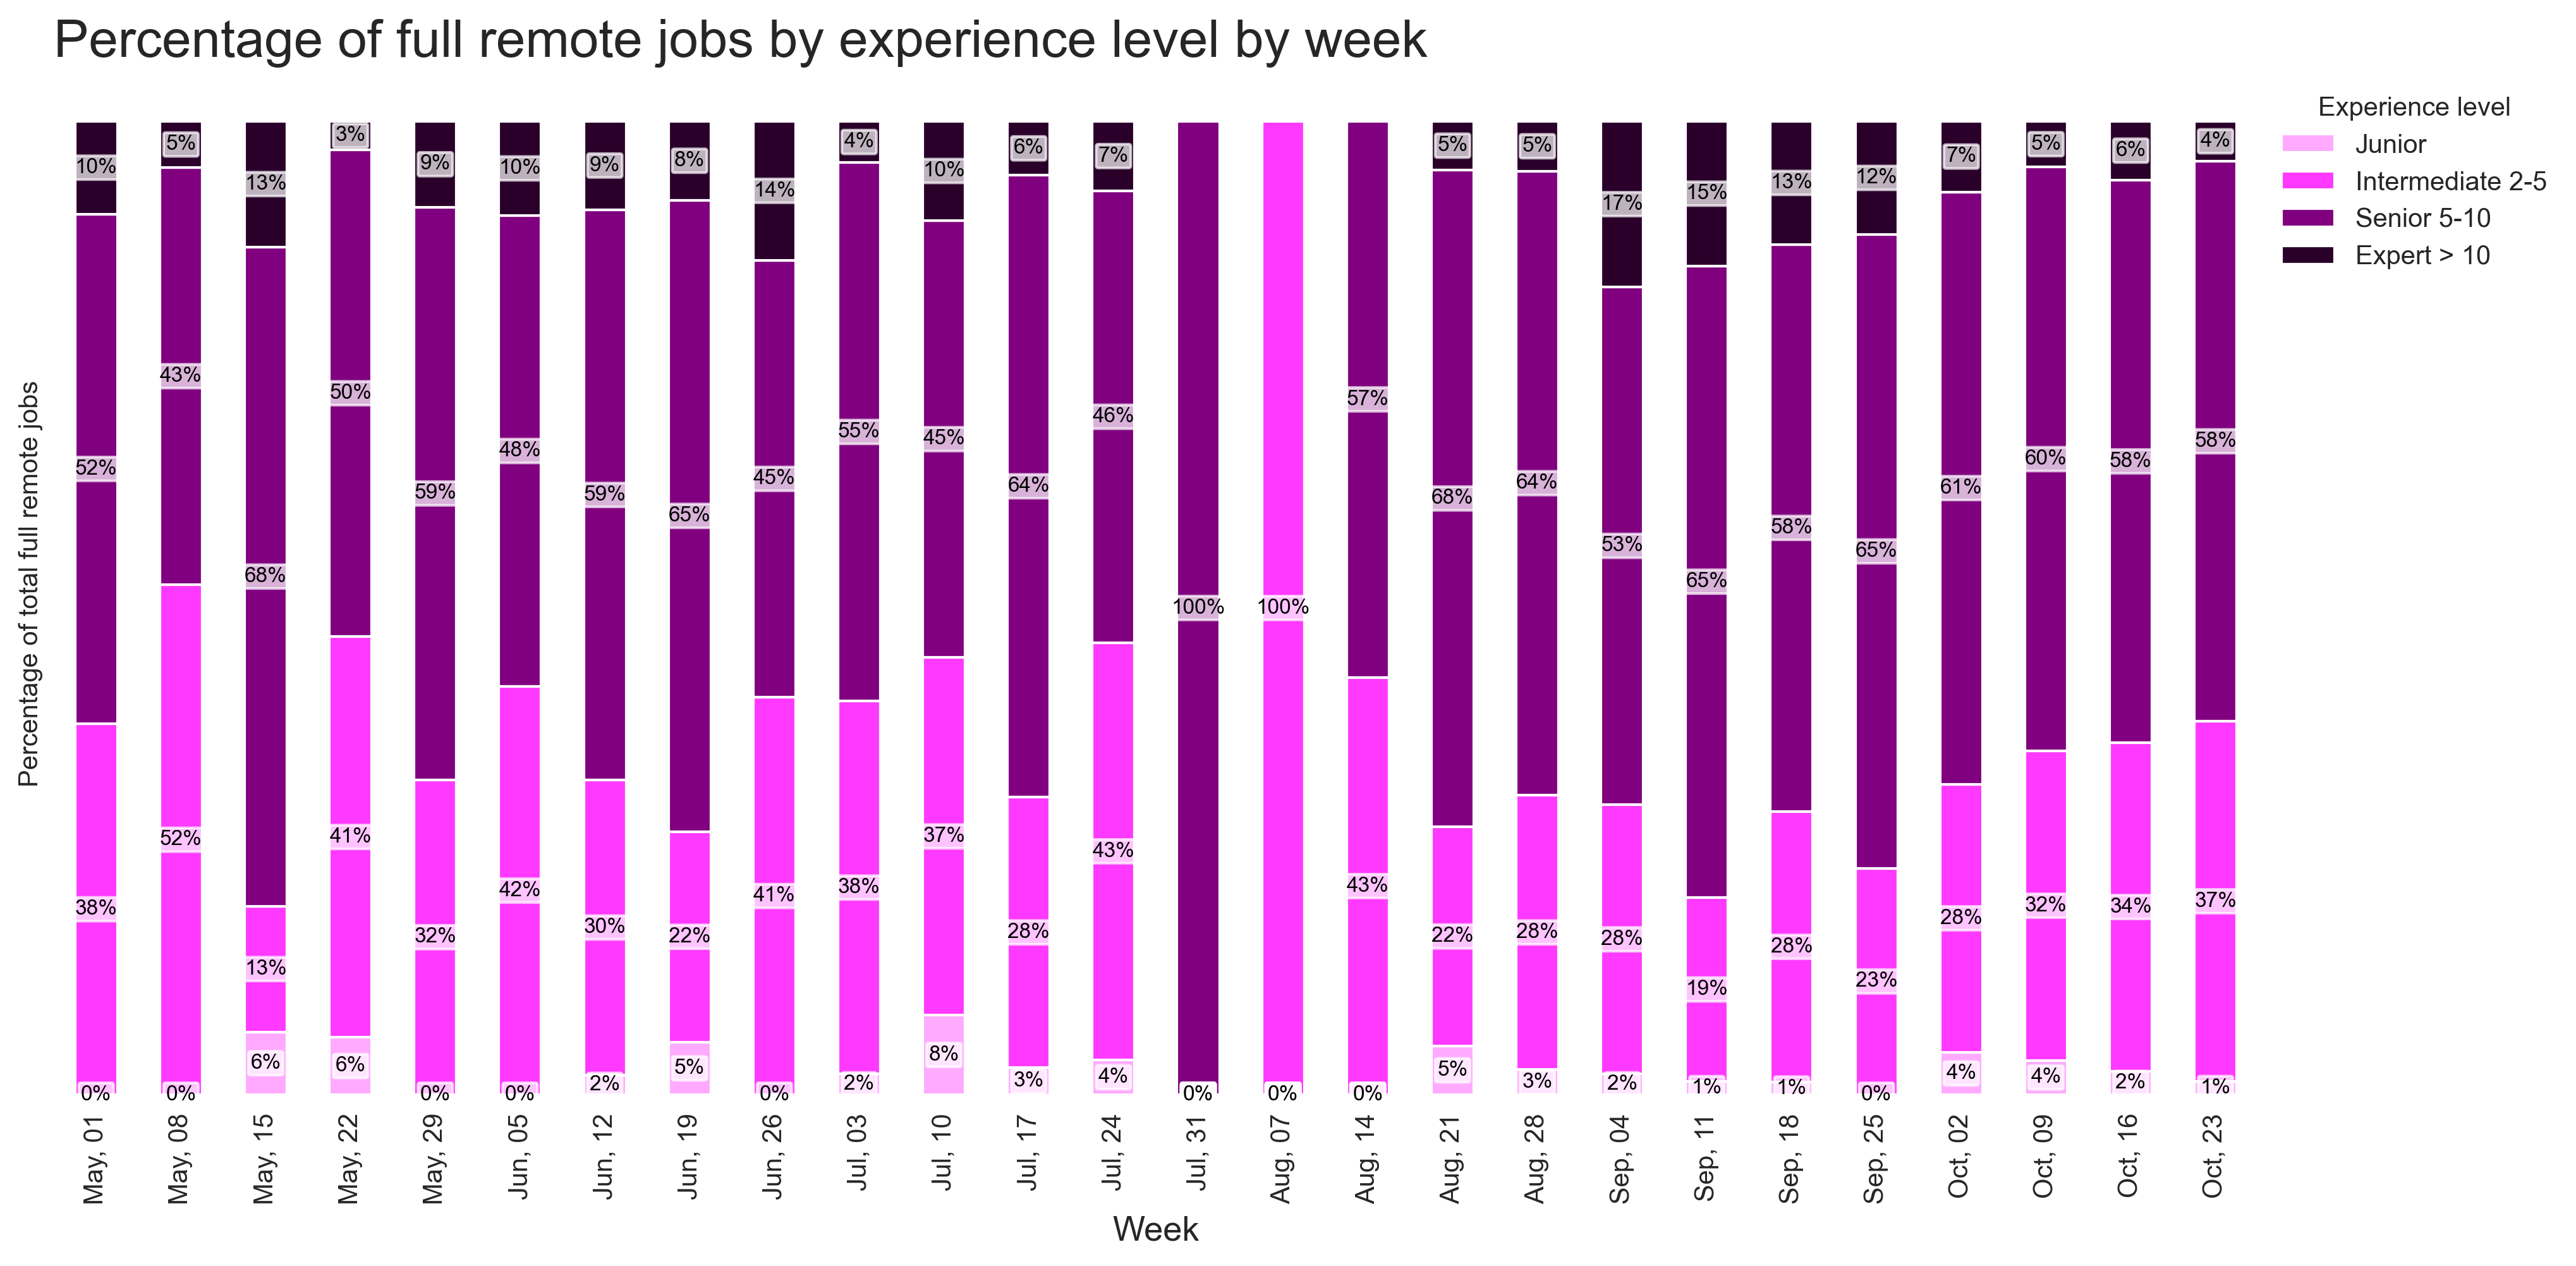 Percentage of full remote jobs by experience level by week
Experience level
Junior
Intermediate 2-5
Senior 5-10
Expert > 10
Percentage of total full remote jobs
10%
52%
38%
0%
5%
43%
52%
0%
13%
68%
13%
6%
3%
50%
41%
6%
9%
59%
32%
0%
10%
48%
42%
0%
9%
59%
30%
2%
8%
65%
22%
5%
14%
45%
41%
0%
4%
55%
38%
2%
10%
45%
37%
8%
6%
64%
28%
3%
7%
46%
43%
4%
100%
0%
100%
0%
57%
43%
0%
5%
68%
22%
5%
5%
64%
28%
3%
17%
53%
28%
2%
15%
65%
19%
1%
13%
58%
28%
1%
12%
65%
23%
0%
7%
61%
28%
4%
5%
60%
32%
4%
6%
58%
34%
2%
4%
58%
37%
1%
May, 01
May, 08
May, 15
May, 22
May, 29
Jun, 05
Jun, 12
Jun, 19
Jun, 26
Jul, 03
Jul, 10
Jul, 17
Jul, 24
Jul, 31
Aug, 07
Aug, 14
Aug, 21
Aug, 28
Sep, 04
Sep, 11
Sep, 18
Sep, 25
Oct, 02
Oct, 09
Oct, 16
Oct, 23
Week